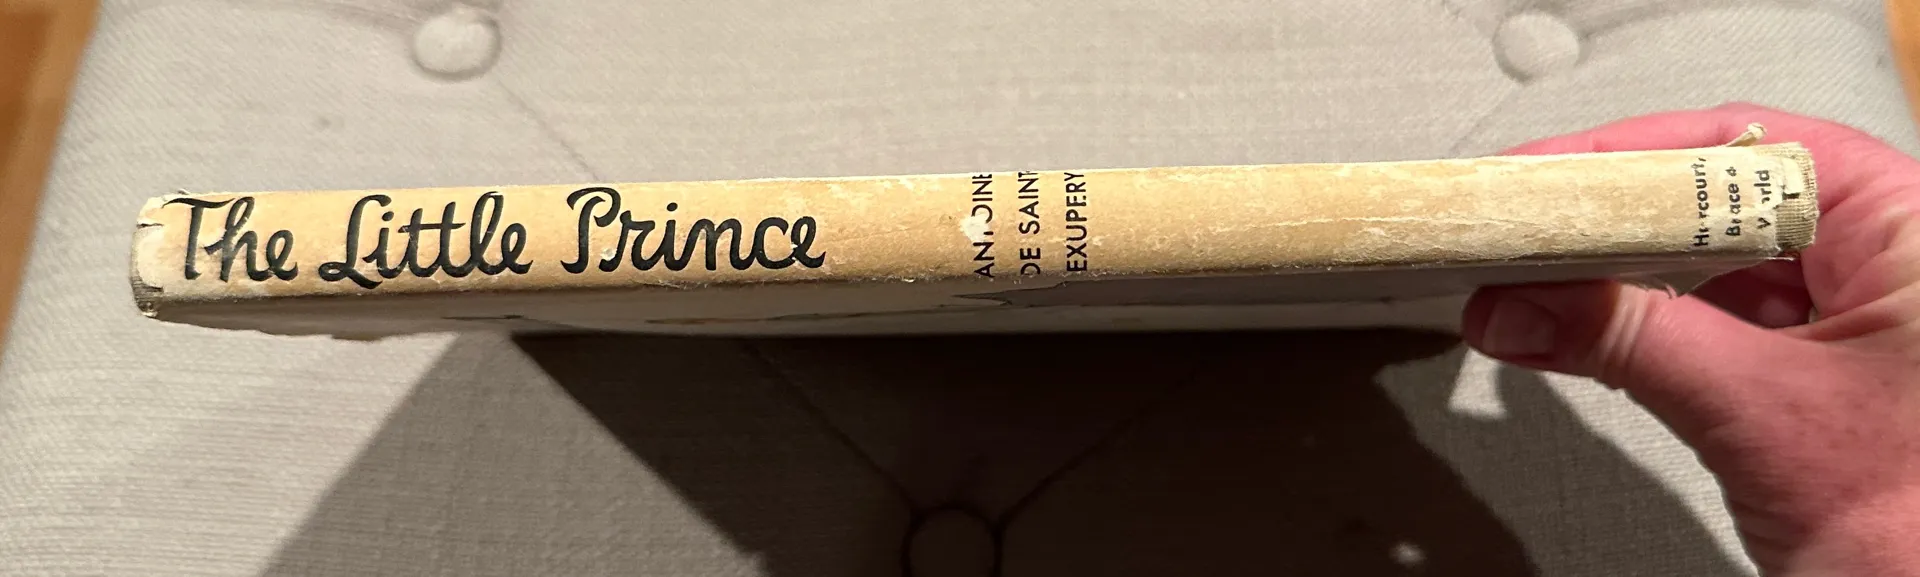 The Little Prince
ANTOINE
DE SAINT
EXUPERY
Harcourt,
Brace &
World